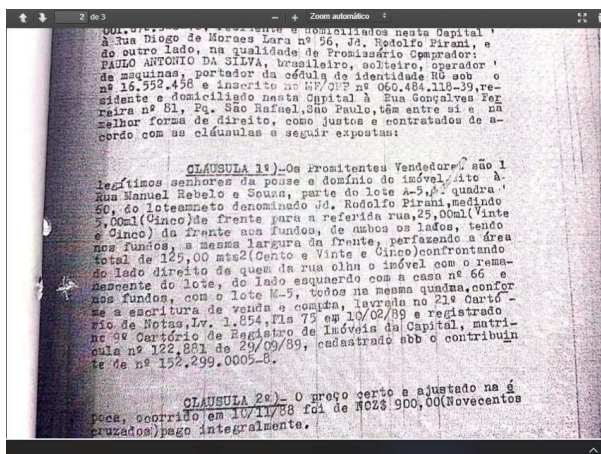 2 de 3
Zoom automático
à Rua Diogo de Moraes Lara nº 56, Jd. Rodolfo Pirani, e
do outro lado, na qualidade de Promissário Comprador:
PAULO ANTONIO DA SILVA, brasileiro, solteiro, operador '
de maquinas, portador da cédula de identidade RG sob o
nº 16.552.458 e inscrito no MF/CPF nº 060.484.118-39,re-
sidente e domiciliado nesta Capital à Rua Gonçalves Fer
reira nº 81, Pq. São Rafael,São Paulo,têm entre si e na
melhor forma de direito, como justos e contratados de a-
cordo com as cláusulas a seguir expostas:
CLÁUSULA 1º)-Os Promitentes Vendedores são l
legítimos senhores da posse e domínio do imóvel sito à
Rua Manuel Rebelo e Souza, parte do lote A-5, quadra '
50, do loteamneto denominado Jd. Rodolfo Pirani,medindo
5,00ml(Cinco)de frente para a referida rua,25,00ml(Vinte
e Cinco) da frente aos fundos, de ambos os lados, tendo
nos fundos, a mesma largura da frente, perfazendo a área
total de 125,00 mts2(Cento e Vinte e Cinco)confrontando
do lado direito de quem da rua olha o imóvel com o rema-
nescente do lote, do lado esquaerdo com a casa nº 66 e
nos fundos, com o lote M-5, todos na mesma quadra,confor
me a escritura de venda e compra, lavrada no 21º Cartó -
rio de Notas,Lv. 1.854,Fls 75 em 10/02/89 e registrado
no 9º Cartório de Registro de Imóveis da Capital, matri-
cula nº 122.881 de 29/09/89, cadastrado sob o contribuin
te de nº 152.299.0005-8.
CLAUSULA 2º)- O preço certo e ajustado na é
poca, ocorrido em 10/11/88 foi de NCZ$ 900,00(Novecentos
cruzados)pago integralmente.